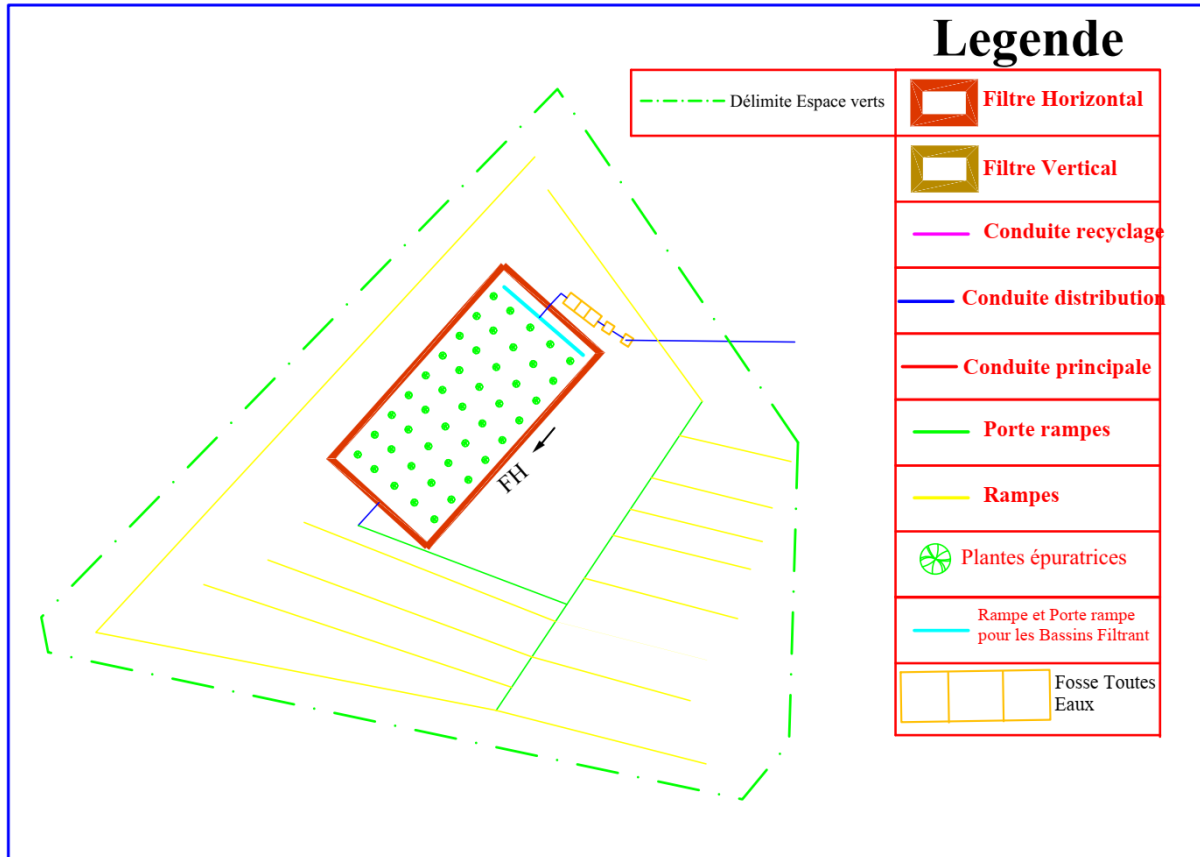 Legende
Délimite Espace verts
Filtre Horizontal
Filtre Vertical
Conduite recyclage
Conduite distribution
Conduite principale
Porte rampes
Rampes
Plantes épuratrices
Rampe et Porte rampe
pour les Bassins Filtrant
Fosse Toutes
Eaux
FH